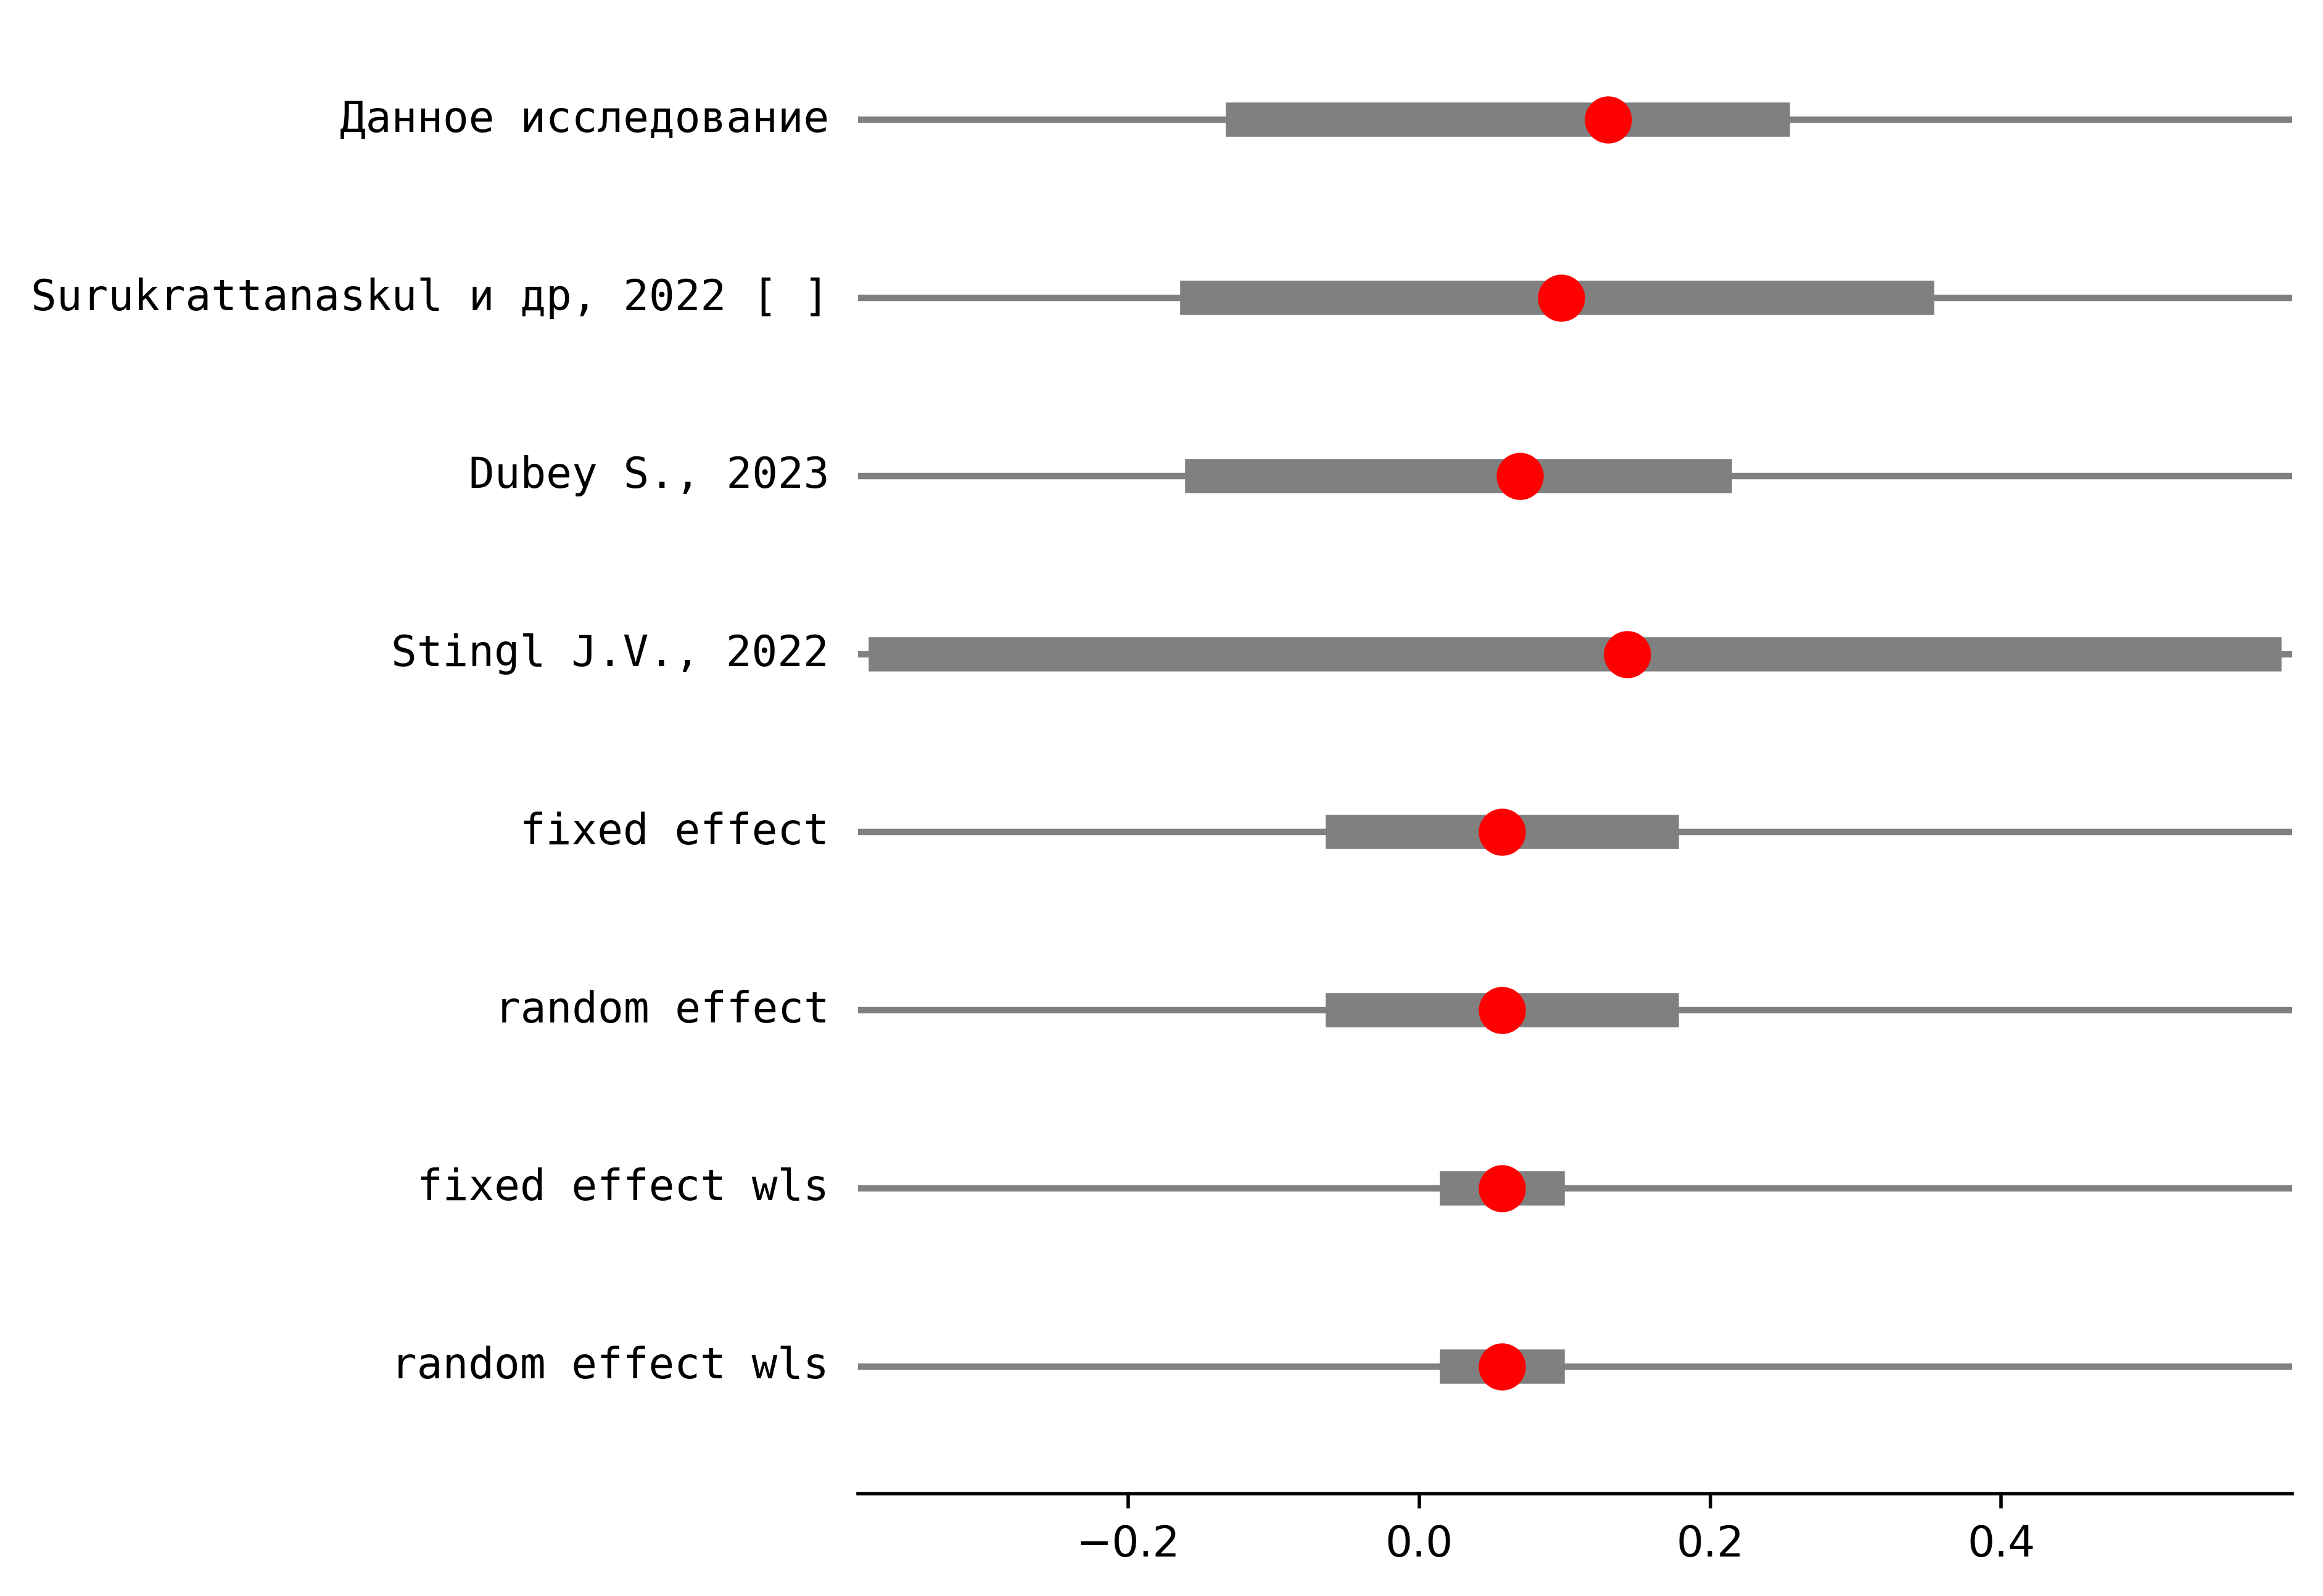 Данное исследование
Surukrattanaskul и др, 2022 [ ]
Dubey S., 2023
Stingl J.V., 2022
fixed effect
random effect
fixed effect wls
random effect wls
−0.2 0.0 0.2 0.4